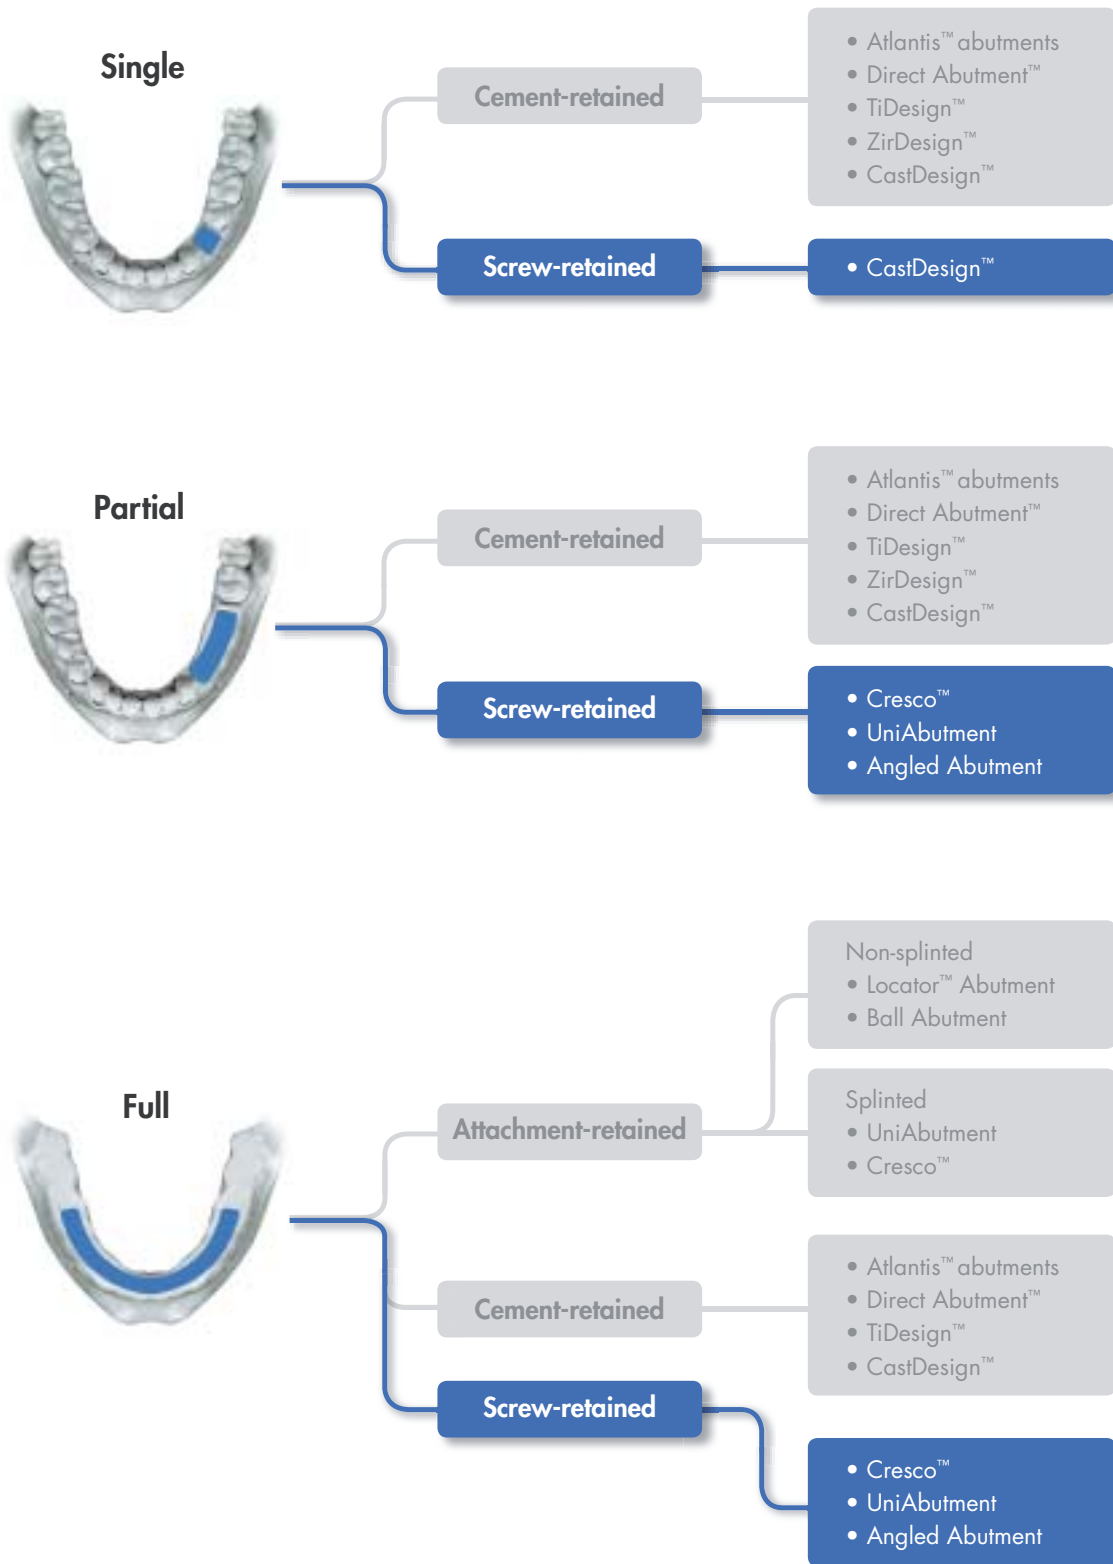 Single
Cement-retained
• Atlantis™ abutments
• Direct Abutment™
• TiDesign™
• ZirDesign™
• CastDesign™
Screw-retained
• CastDesign™
Partial
Cement-retained
• Atlantis™ abutments
• Direct Abutment™
• TiDesign™
• ZirDesign™
• CastDesign™
Screw-retained
• Cresco™
• UniAbutment
• Angled Abutment
Full
Attachment-retained
Non-splinted
• Locator™ Abutment
• Ball Abutment
Splinted
• UniAbutment
• Cresco™
Cement-retained
• Atlantis™ abutments
• Direct Abutment™
• TiDesign™
• CastDesign™
Screw-retained
• Cresco™
• UniAbutment
• Angled Abutment